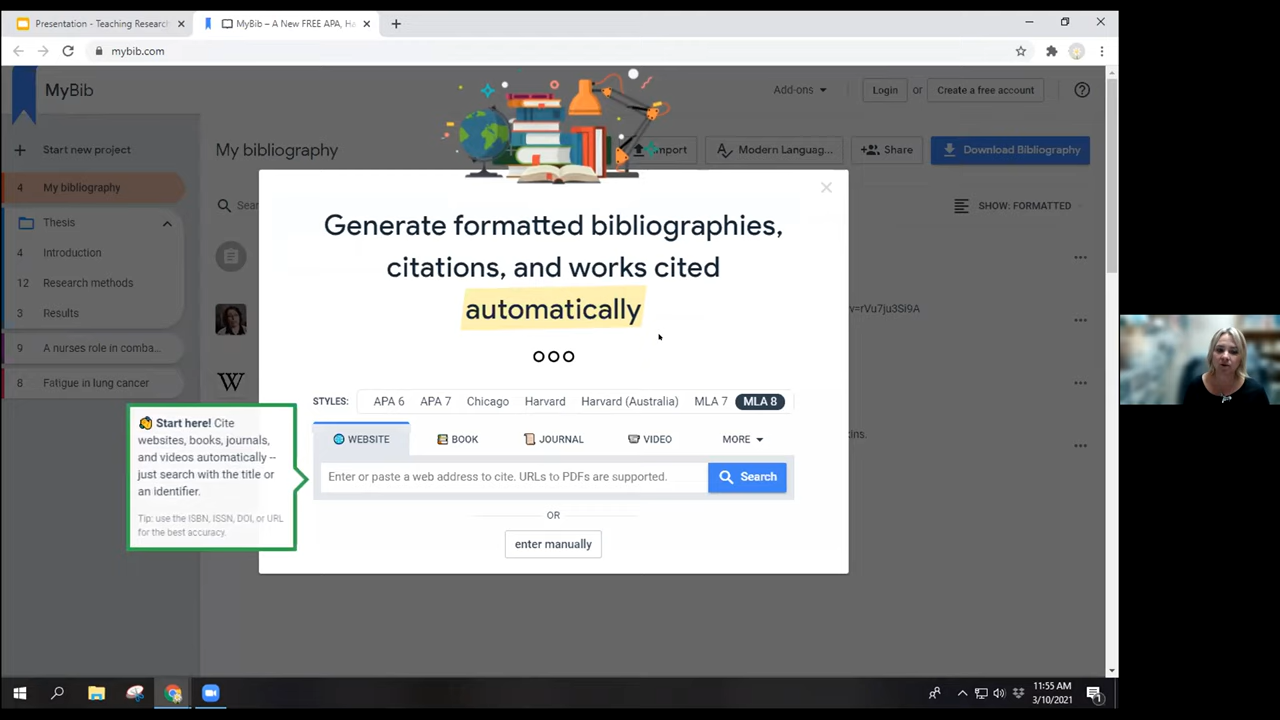 Presentation - Teaching Researc
MyBib – A New FREE APA, Ha
mybib.com
MyBib
Add-ons
Login
or
Create a free account
Start new project
My bibliography
Import
Modern Languag...
Share
Download Bibliography
4 My bibliography
Sear
SHOW: FORMATTED
Thesis
4 Introduction
12 Research methods
3 Results
9 A nurses role in comba...
8 Fatigue in lung cancer
v=rVu7ju3Si9A
W
Generate formatted bibliographies,
citations, and works cited
automatically
STYLES: APA 6 APA 7 Chicago Harvard Harvard (Australia) MLA 7 MLA 8
WEBSITE BOOK JOURNAL VIDEO MORE
Enter or paste a web address to cite. URLs to PDFs are supported.
Search
OR
enter manually
Start here! Cite
websites, books, journals,
and videos automatically --
just search with the title or
an identifier.
Tip: use the ISBN, ISSN, DOI, or URL
for the best accuracy.
11:55 AM
3/10/2021
1